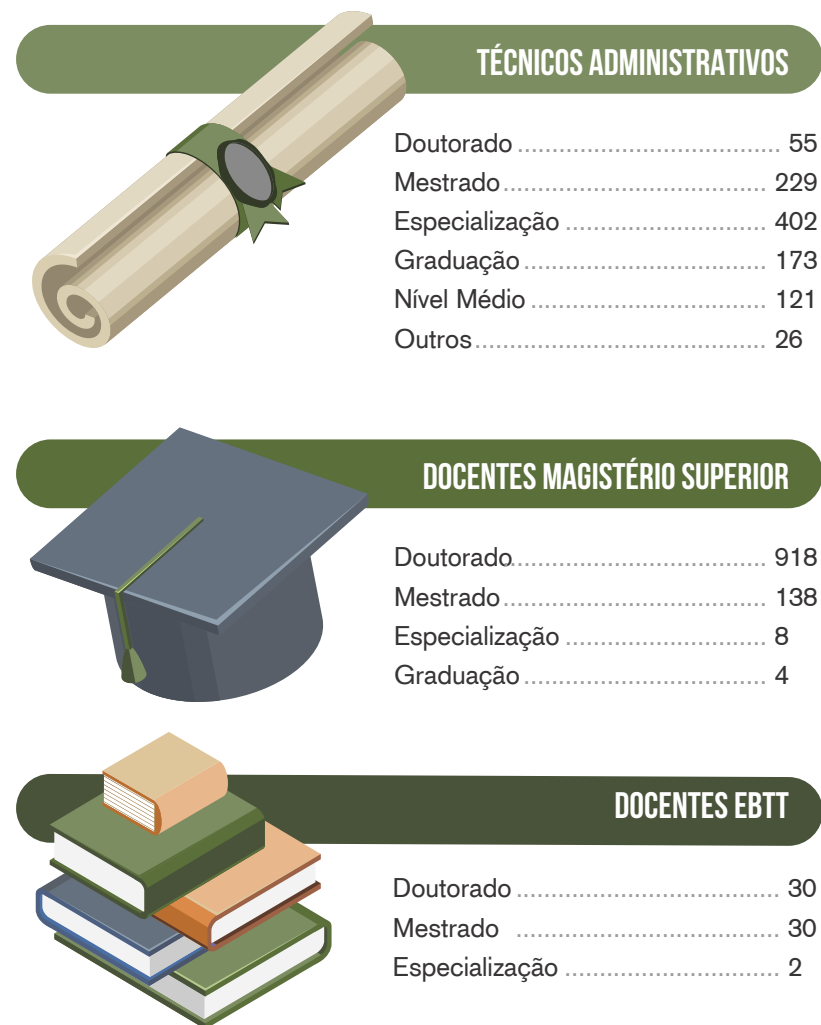 TÉCNICOS ADMINISTRATIVOS
Doutorado ...................................... 55
Mestrado ...................................... 229
Especialização ............................. 402
Graduação ................................... 173
Nível Médio .................................. 121
Outros .......................................... 26
DOCENTES MAGISTÉRIO SUPERIOR
Doutorado ..................................... 918
Mestrado ...................................... 138
Especialização ............................. 8
Graduação ................................... 4
DOCENTES EBTT
Doutorado ...................................... 30
Mestrado ...................................... 30
Especialização ............................... 2